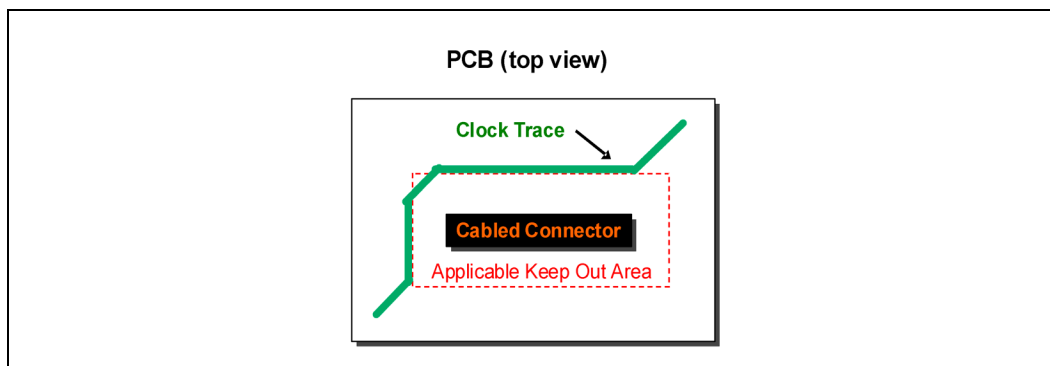 PCB (top view)
Clock Trace
Cabled Connector
Applicable Keep Out Area